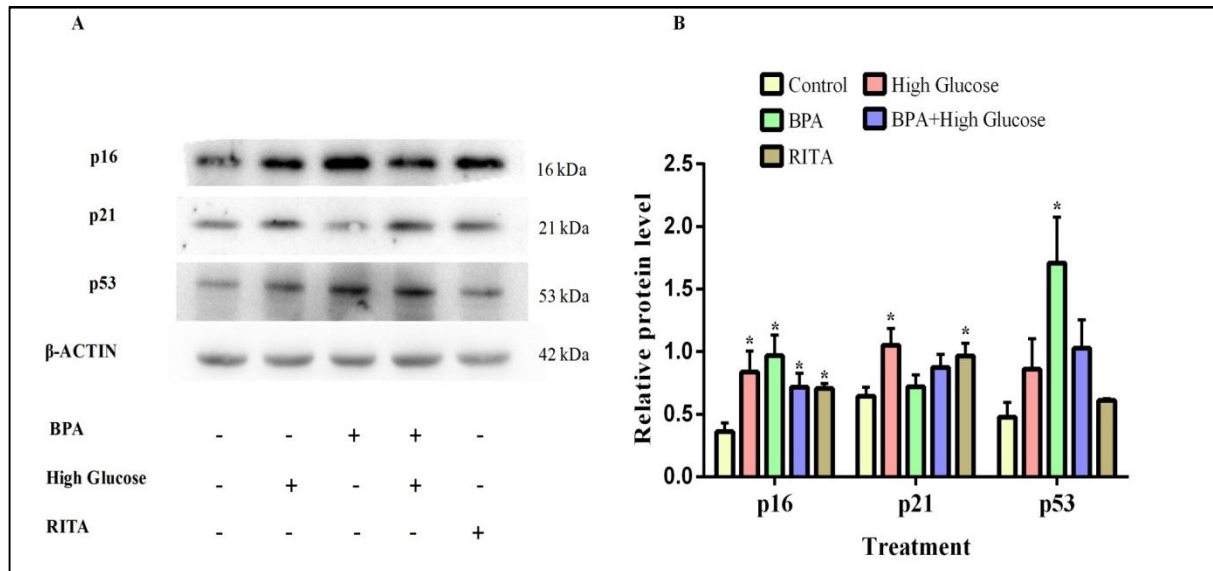 A
p16
16 kDa
p21
21 kDa
p53
53 kDa
β-ACTIN
42 kDa
BPA - - + + -
High Glucose - + - + -
RITA - - - - +
B
Control High Glucose
BPA BPA+High Glucose
RITA
Relative protein level
2.5
2.0
1.5
1.0
0.5
0.0
* * * *
* *
*
p16 p21 p53
Treatment